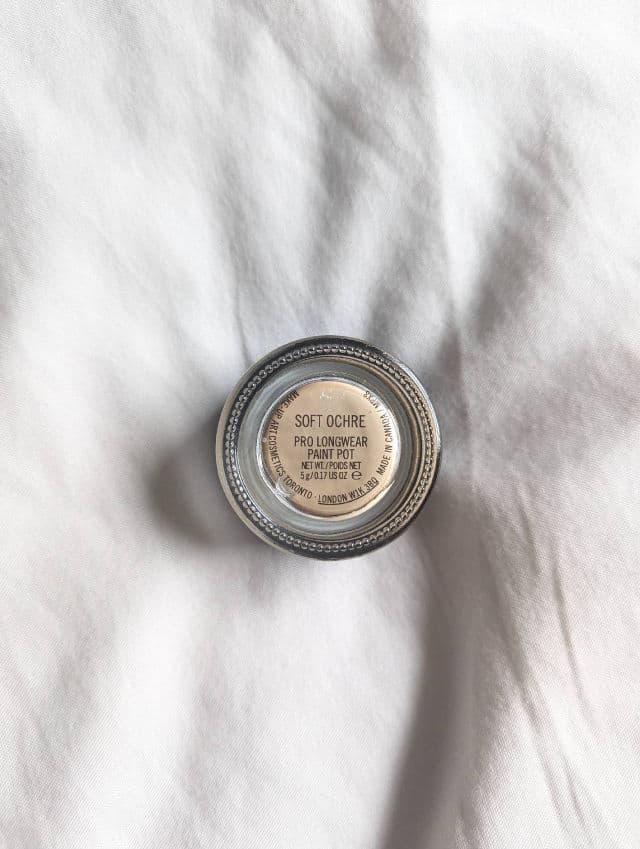 SOFT OCHRE
PRO LONGWEAR
PAINT POT
NET WT./POIDS NET
5 g/0.17 US OZ ℮
MAKE-UP ART COSMETICS TORONTO · LONDON W1K 3BQ MADE IN CANADA /